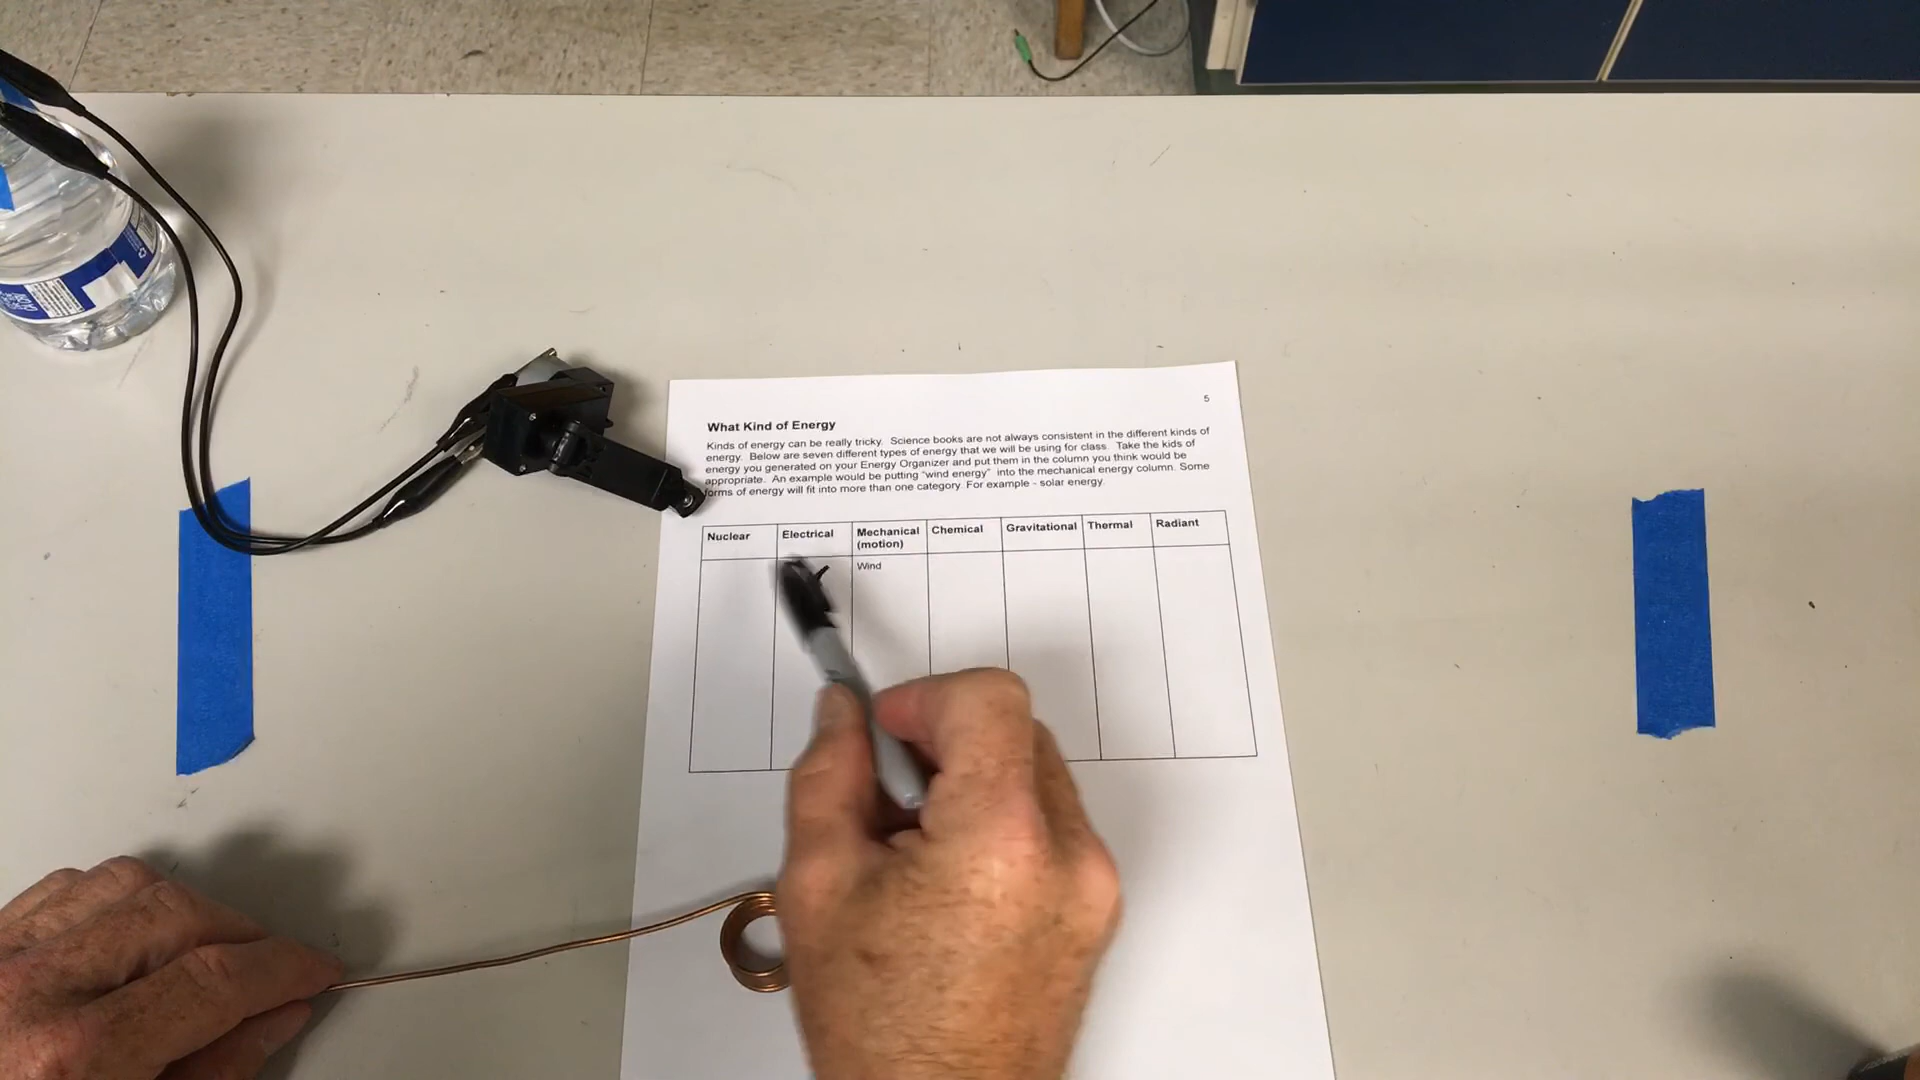 5
What Kind of Energy
Kinds of energy can be really tricky. Science books are not always consistent in the different kinds of
energy. Below are seven different types of energy that we will be using for class. Take the kids of
energy you generated on your Energy Organizer and put them in the column you think would be
appropriate. An example would be putting "wind energy" into the mechanical energy column. Some
forms of energy will fit into more than one category. For example - solar energy.
Nuclear Electrical Mechanical Chemical Gravitational Thermal Radiant
(motion)
Wind